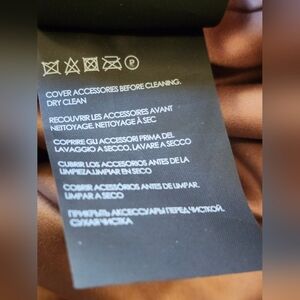 P
COVER ACCESSORIES BEFORE CLEANING.
DRY CLEAN
RECOUVRIR LES ACCESSOIRES AVANT
NETTOYAGE. NETTOYAGE À SEC
COPRIRE GLI ACCESSORI PRIMA DEL
LAVAGGIO A SECCO. LAVARE A SECCO
CUBRIR LOS ACCESORIOS ANTES DE LA
LIMPIEZA.LIMPIAR EN SECO
COBRIR ACESSÓRIOS ANTES DE LIMPAR.
LIMPAR A SECO
ПРИКРЫТЬ АКСЕССУАРЫ ПЕРЕД ЧИСТКОЙ.
СУХАЯ ЧИСТКА